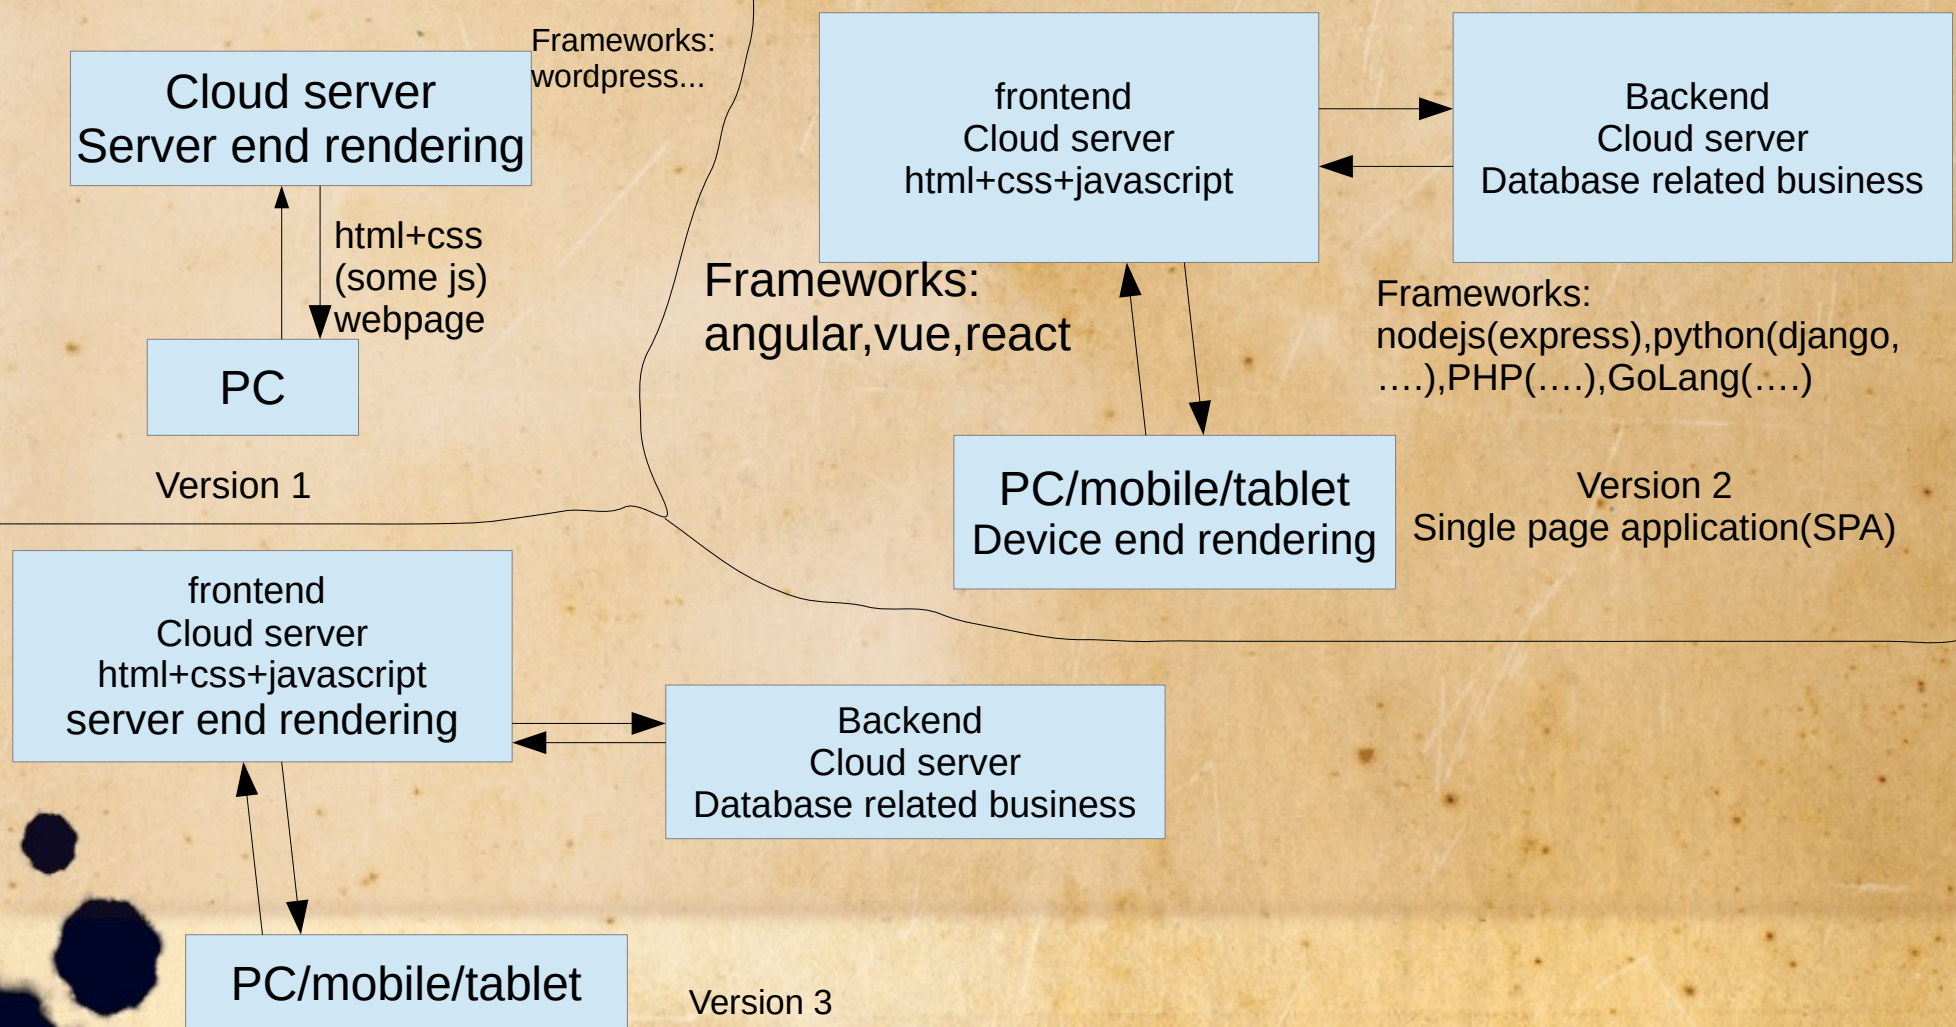 Cloud server
Server end rendering
Frameworks:
wordpress...
html+css
(some js)
webpage
PC
Version 1
frontend
Cloud server
html+css+javascript
Backend
Cloud server
Database related business
Frameworks:
angular,vue,react
Frameworks:
nodejs(express),python(django,
….),PHP(….),GoLang(….)
PC/mobile/tablet
Device end rendering
Version 2
Single page application(SPA)
frontend
Cloud server
html+css+javascript
server end rendering
Backend
Cloud server
Database related business
PC/mobile/tablet
Version 3